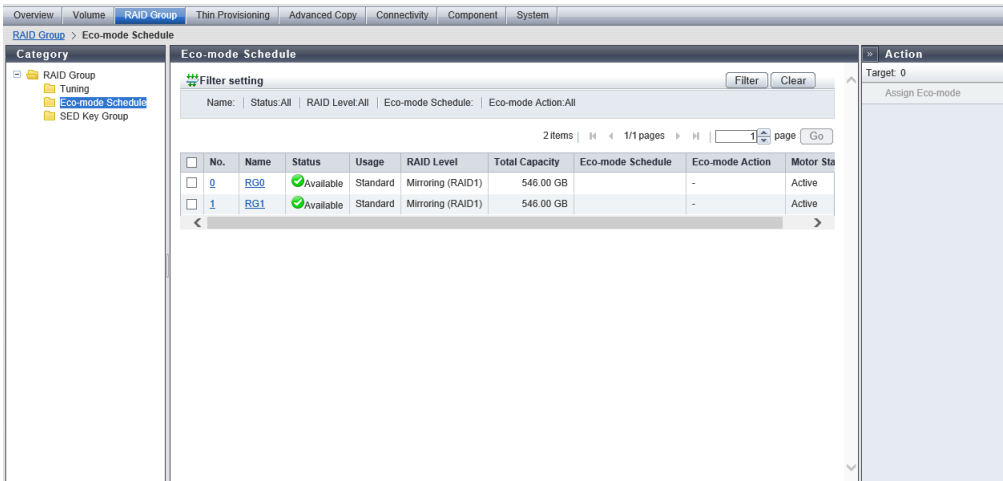 Overview Volume RAID Group Thin Provisioning Advanced Copy Connectivity Component System
RAID Group > Eco-mode Schedule
Category
RAID Group
Tuning
Eco-mode Schedule
SED Key Group
Eco-mode Schedule
Filter setting Filter Clear
Name: | Status:All | RAID Level:All | Eco-mode Schedule: | Eco-mode Action:All
2 items | 1/1 pages | 1 page Go
No. Name Status Usage RAID Level Total Capacity Eco-mode Schedule Eco-mode Action Motor Sta
0 RG0 Available Standard Mirroring (RAID1) 546.00 GB - Active
1 RG1 Available Standard Mirroring (RAID1) 546.00 GB - Active
» Action
Target: 0
Assign Eco-mode